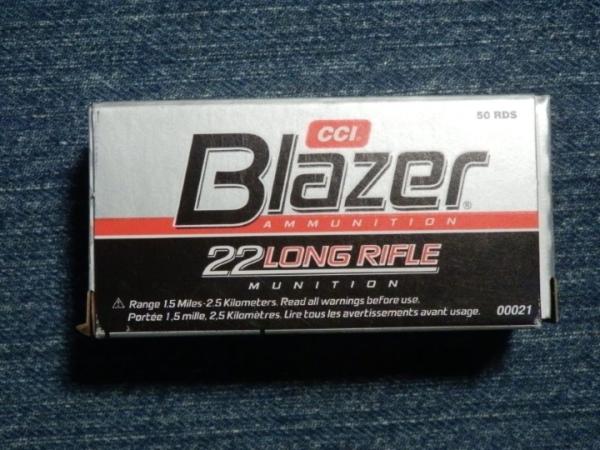 50 RDS
CCI
Blazer®
AMMUNITION
22 LONG RIFLE
MUNITION
⚠ Range 1.5 Miles-2.5 Kilometers. Read all warnings before use.
Portée 1,5 mille, 2,5 Kilomètres. Lire tous les avertissements avant usage.
00021